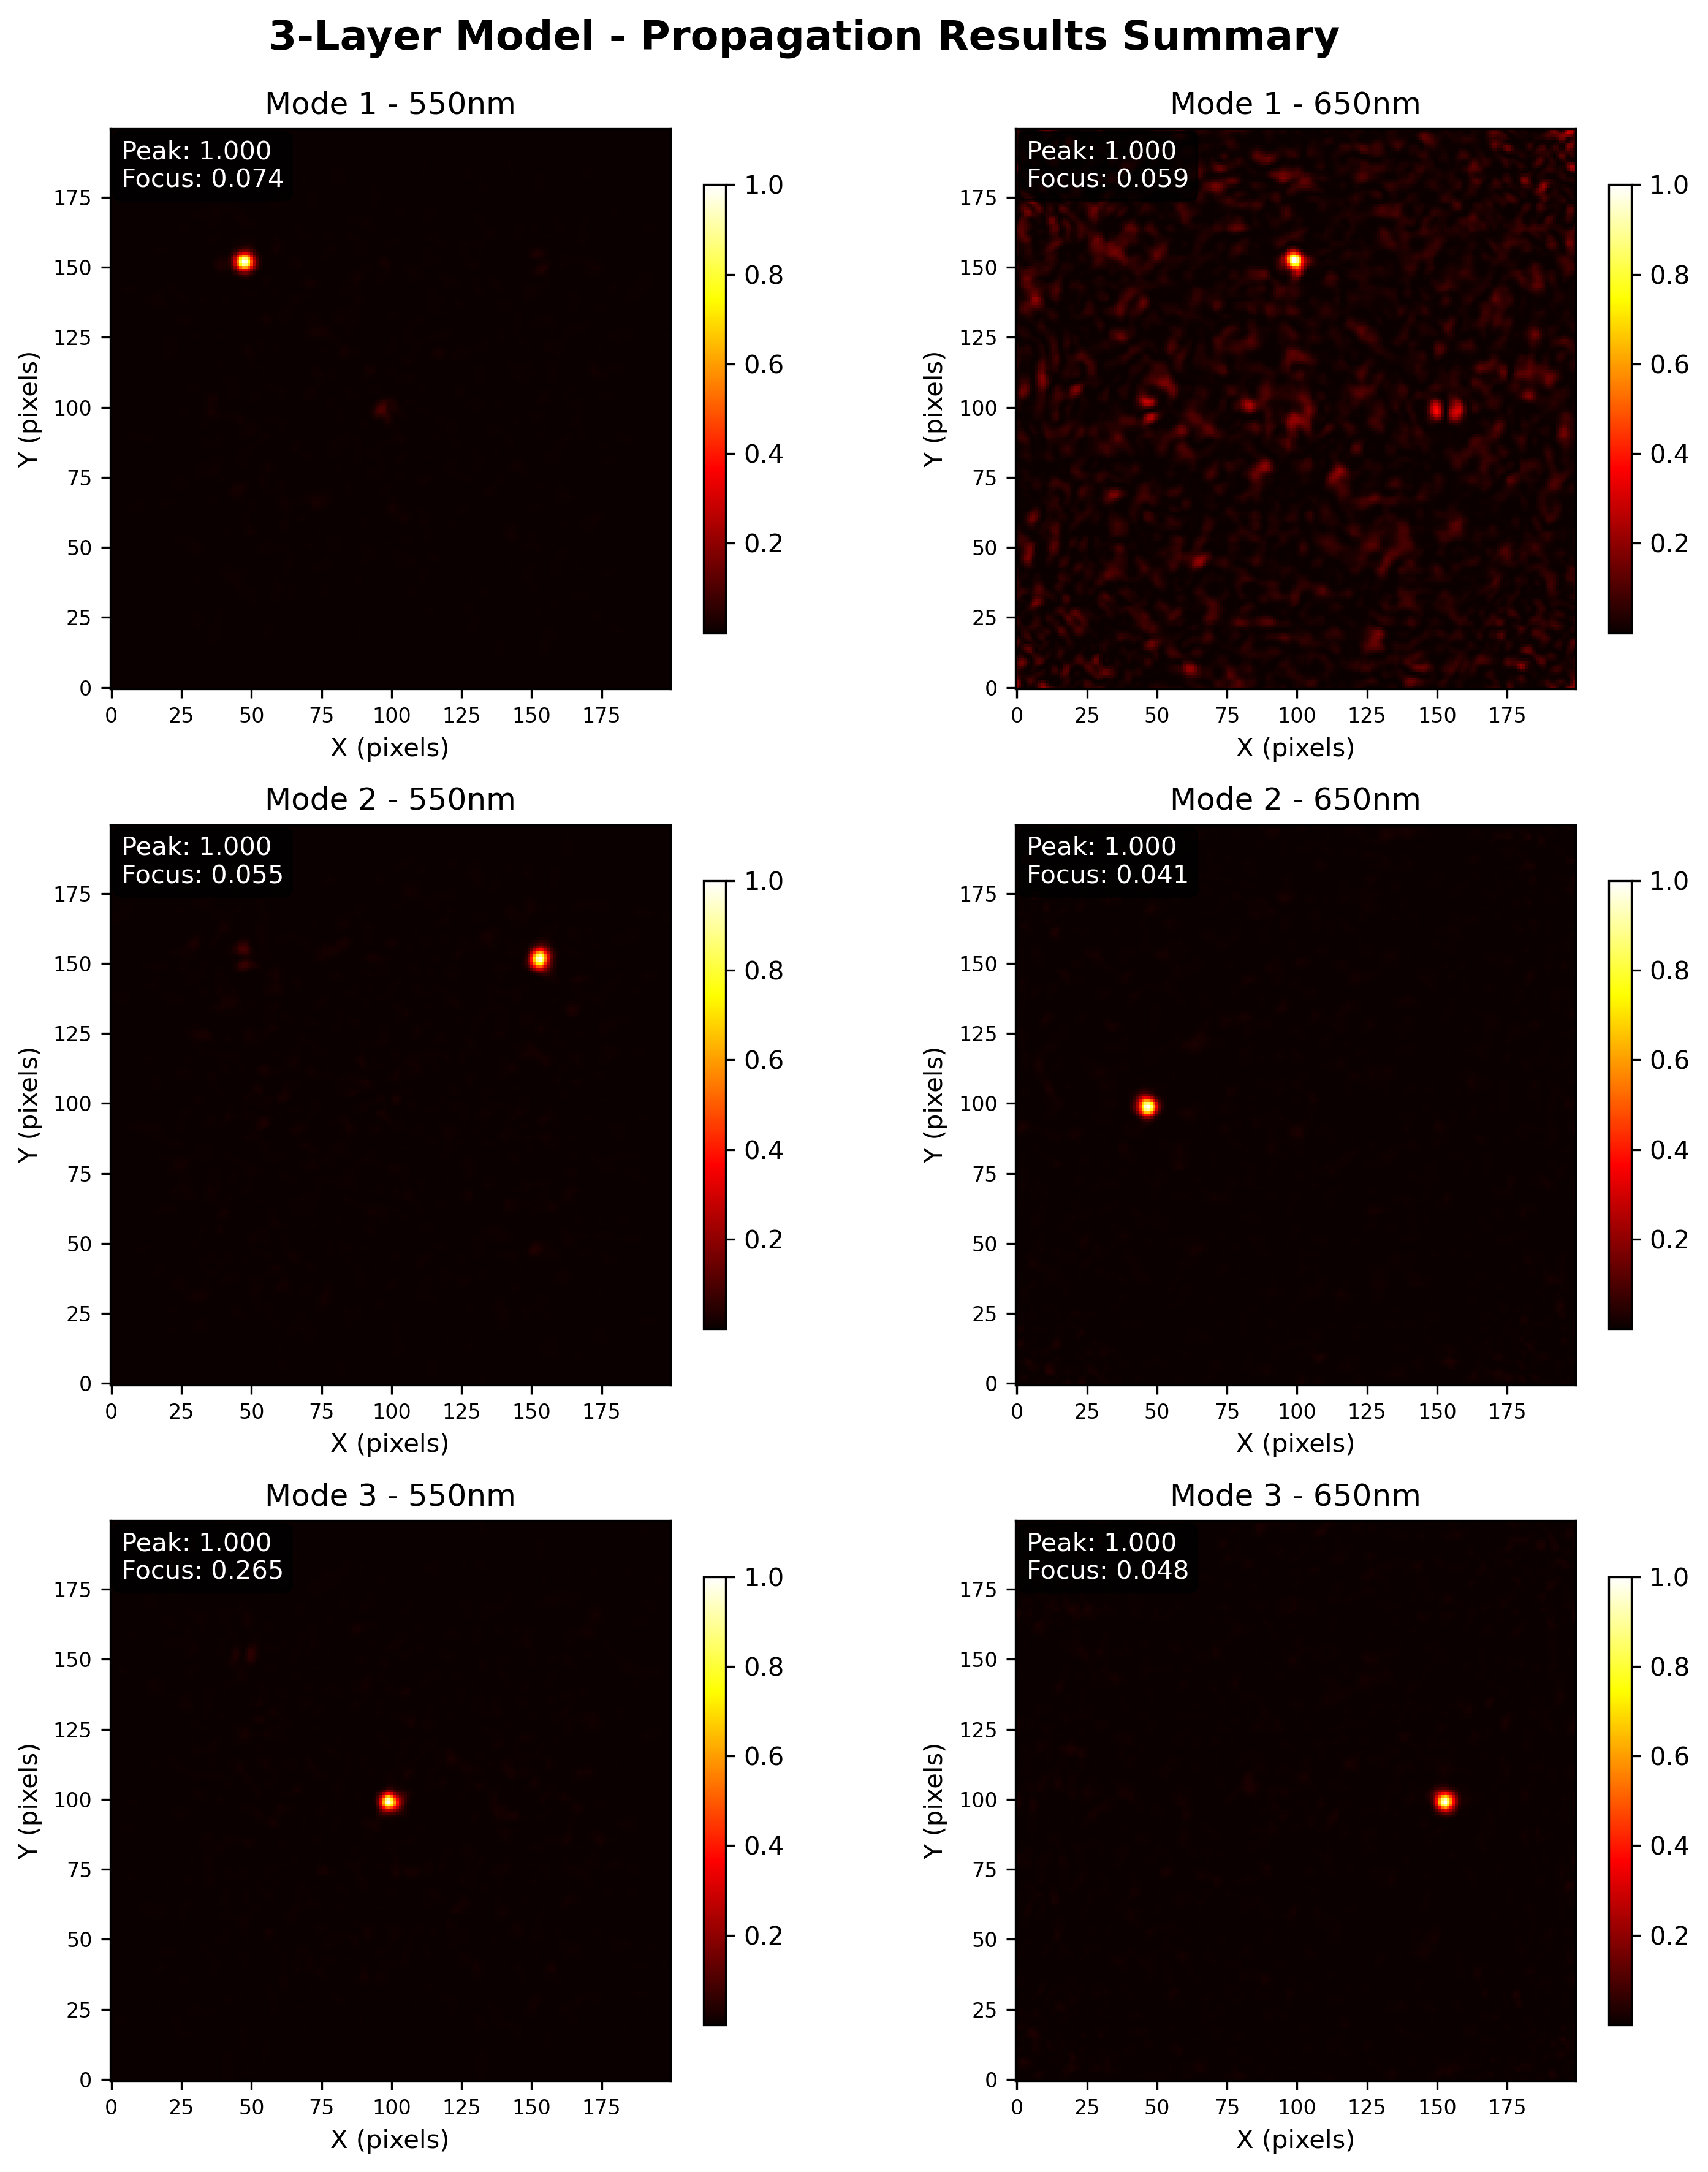 3-Layer Model - Propagation Results Summary
Mode 1 - 550nm
Peak: 1.000
Focus: 0.074
175
150
125
100
75
50
25
0
0 25 50 75 100 125 150 175
X (pixels)
Y (pixels)
1.0
0.8
0.6
0.4
0.2
Mode 1 - 650nm
Peak: 1.000
Focus: 0.059
175
150
125
100
75
50
25
0
0 25 50 75 100 125 150 175
X (pixels)
Y (pixels)
1.0
0.8
0.6
0.4
0.2
Mode 2 - 550nm
Peak: 1.000
Focus: 0.055
175
150
125
100
75
50
25
0
0 25 50 75 100 125 150 175
X (pixels)
Y (pixels)
1.0
0.8
0.6
0.4
0.2
Mode 2 - 650nm
Peak: 1.000
Focus: 0.041
175
150
125
100
75
50
25
0
0 25 50 75 100 125 150 175
X (pixels)
Y (pixels)
1.0
0.8
0.6
0.4
0.2
Mode 3 - 550nm
Peak: 1.000
Focus: 0.265
175
150
125
100
75
50
25
0
0 25 50 75 100 125 150 175
X (pixels)
Y (pixels)
1.0
0.8
0.6
0.4
0.2
Mode 3 - 650nm
Peak: 1.000
Focus: 0.048
175
150
125
100
75
50
25
0
0 25 50 75 100 125 150 175
X (pixels)
Y (pixels)
1.0
0.8
0.6
0.4
0.2